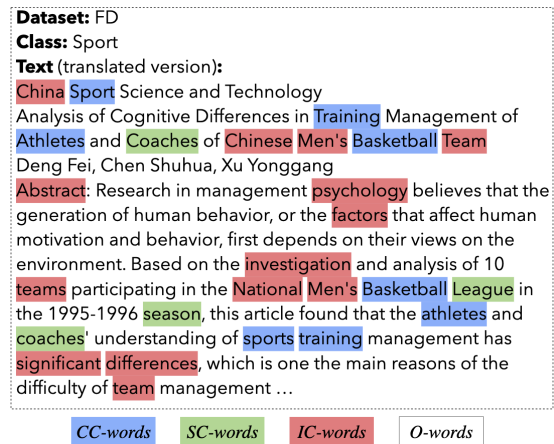 Dataset: FD
Class: Sport
Text (translated version):
China Sport Science and Technology
Analysis of Cognitive Differences in Training Management of
Athletes and Coaches of Chinese Men's Basketball Team
Deng Fei, Chen Shuhua, Xu Yonggang
Abstract: Research in management psychology believes that the
generation of human behavior, or the factors that affect human
motivation and behavior, first depends on their views on the
environment. Based on the investigation and analysis of 10
teams participating in the National Men's Basketball League in
the 1995-1996 season, this article found that the athletes and
coaches' understanding of sports training management has
significant differences, which is one the main reasons of the
difficulty of team management ...
CC-words SC-words IC-words O-words